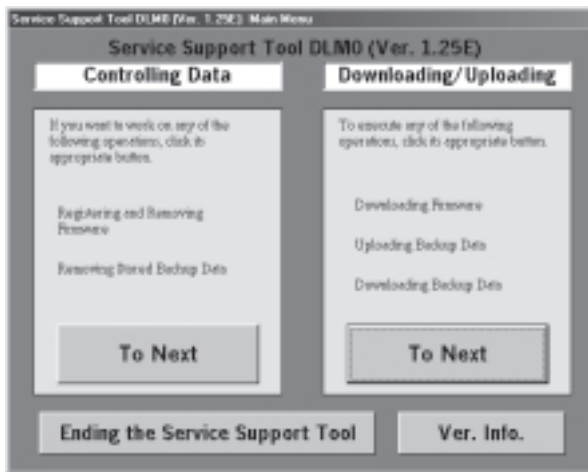 Service Support Tool DLM0 (Ver. 1.25E) Main Menu
Service Support Tool DLM0 (Ver. 1.25E)
Controlling Data
If you want to work on any of the
following operations, click its
appropriate button.
Registering and Removing
Firmware
Removing Stored Backup Data
To Next
Downloading/Uploading
To execute any of the following
operations, click its appropriate button.
Downloading Firmware
Uploading Backup Data
Downloading Backup Data
To Next
Ending the Service Support Tool
Ver. Info.